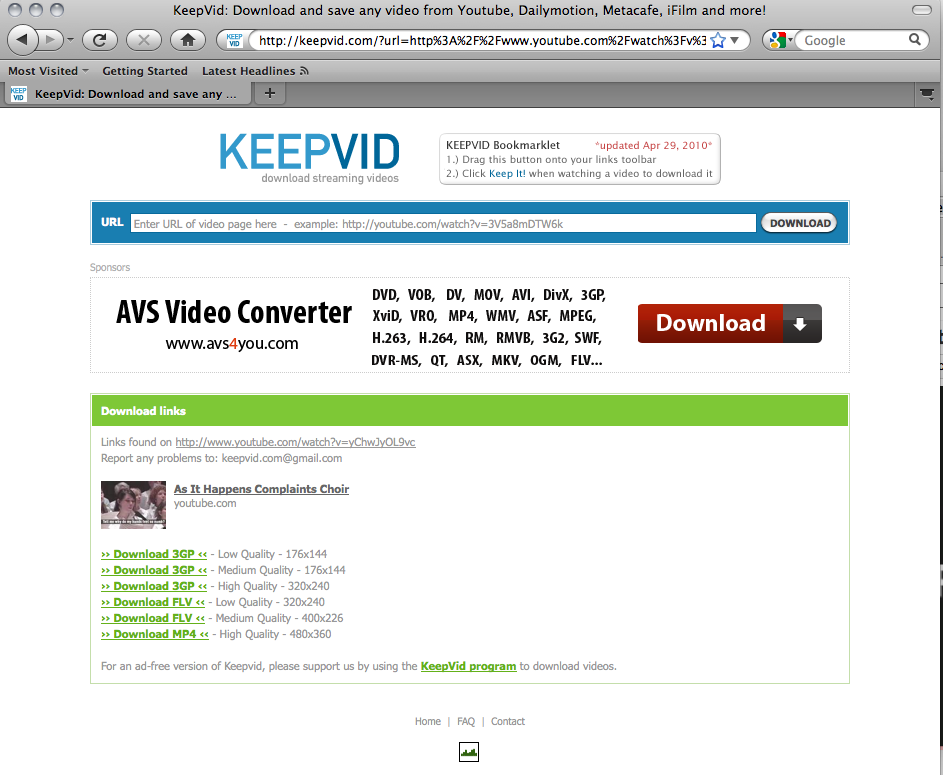 KeepVid: Download and save any video from Youtube, Dailymotion, Metacafe, iFilm and more!
KEEP VID
http://keepvid.com/?url=http%3A%2F%2Fwww.youtube.com%2Fwatch%3Fv%3
Google
Most Visited
Getting Started
Latest Headlines
KEEP VID
KeepVid: Download and save any ...
+
KEEPVID
download streaming videos
KEEPVID Bookmarklet *updated Apr 29, 2010*
1.) Drag this button onto your links toolbar
2.) Click Keep It! when watching a video to download it
URL
Enter URL of video page here - example: http://youtube.com/watch?v=3V5a8mDTW6k
DOWNLOAD
Sponsors
AVS Video Converter
www.avs4you.com
DVD, VOB, DV, MOV, AVI, DivX, 3GP,
XviD, VRO, MP4, WMV, ASF, MPEG,
H.263, H.264, RM, RMVB, 3G2, SWF,
DVR-MS, QT, ASX, MKV, OGM, FLV...
Download
Download links
Links found on http://www.youtube.com/watch?v=yChwJyOL9vc
Report any problems to: keepvid.com@gmail.com
As It Happens Complaints Choir
youtube.com
›› Download 3GP ‹‹ - Low Quality - 176x144
›› Download 3GP ‹‹ - Medium Quality - 176x144
›› Download 3GP ‹‹ - High Quality - 320x240
›› Download FLV ‹‹ - Low Quality - 320x240
›› Download FLV ‹‹ - Medium Quality - 400x226
›› Download MP4 ‹‹ - High Quality - 480x360
For an ad-free version of Keepvid, please support us by using the KeepVid program to download videos.
Home | FAQ | Contact